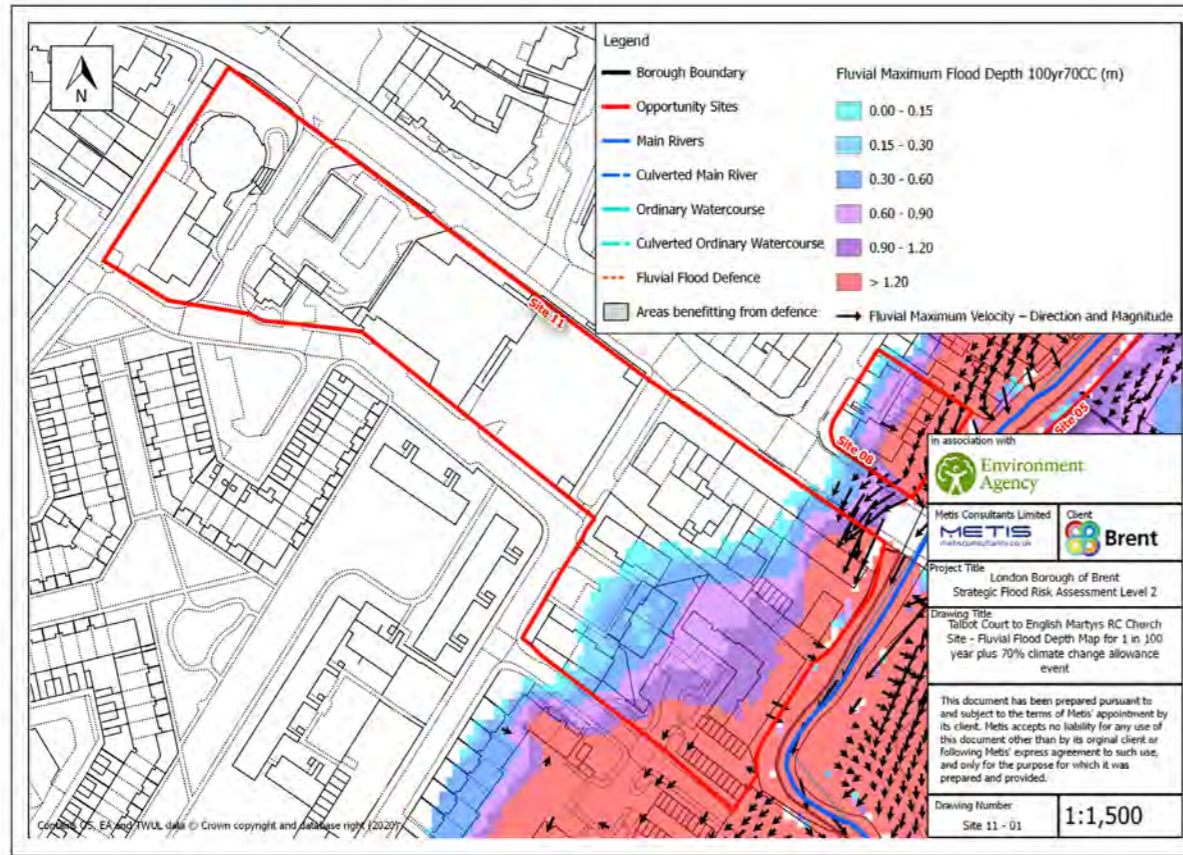 N
Legend
Borough Boundary
Opportunity Sites
Main Rivers
Culverted Main River
Ordinary Watercourse
Culverted Ordinary Watercourse
Fluvial Flood Defence
Areas benefitting from defence
Fluvial Maximum Flood Depth 100yr70CC (m)
0.00 - 0.15
0.15 - 0.30
0.30 - 0.60
0.60 - 0.90
0.90 - 1.20
> 1.20
Fluvial Maximum Velocity – Direction and Magnitude
Site 11
Site 08
Site 05
in association with
Environment
Agency
Metis Consultants Limited
METIS
metisconsultants.co.uk
Client
Brent
Project Title
London Borough of Brent
Strategic Flood Risk Assessment Level 2
Drawing Title
Talbot Court to English Martyrs RC Church
Site - Fluvial Flood Depth Map for 1 in 100
year plus 70% climate change allowance
event
This document has been prepared pursuant to
and subject to the terms of Metis' appointment by
its client. Metis accepts no liability for any use of
this document other than by its orginal client or
following Metis' express agreement to such use,
and only for the purpose for which it was
prepared and provided.
Drawing Number
Site 11 - 01
1:1,500
Contains OS, EA and TWUL data © Crown copyright and database right (2020)